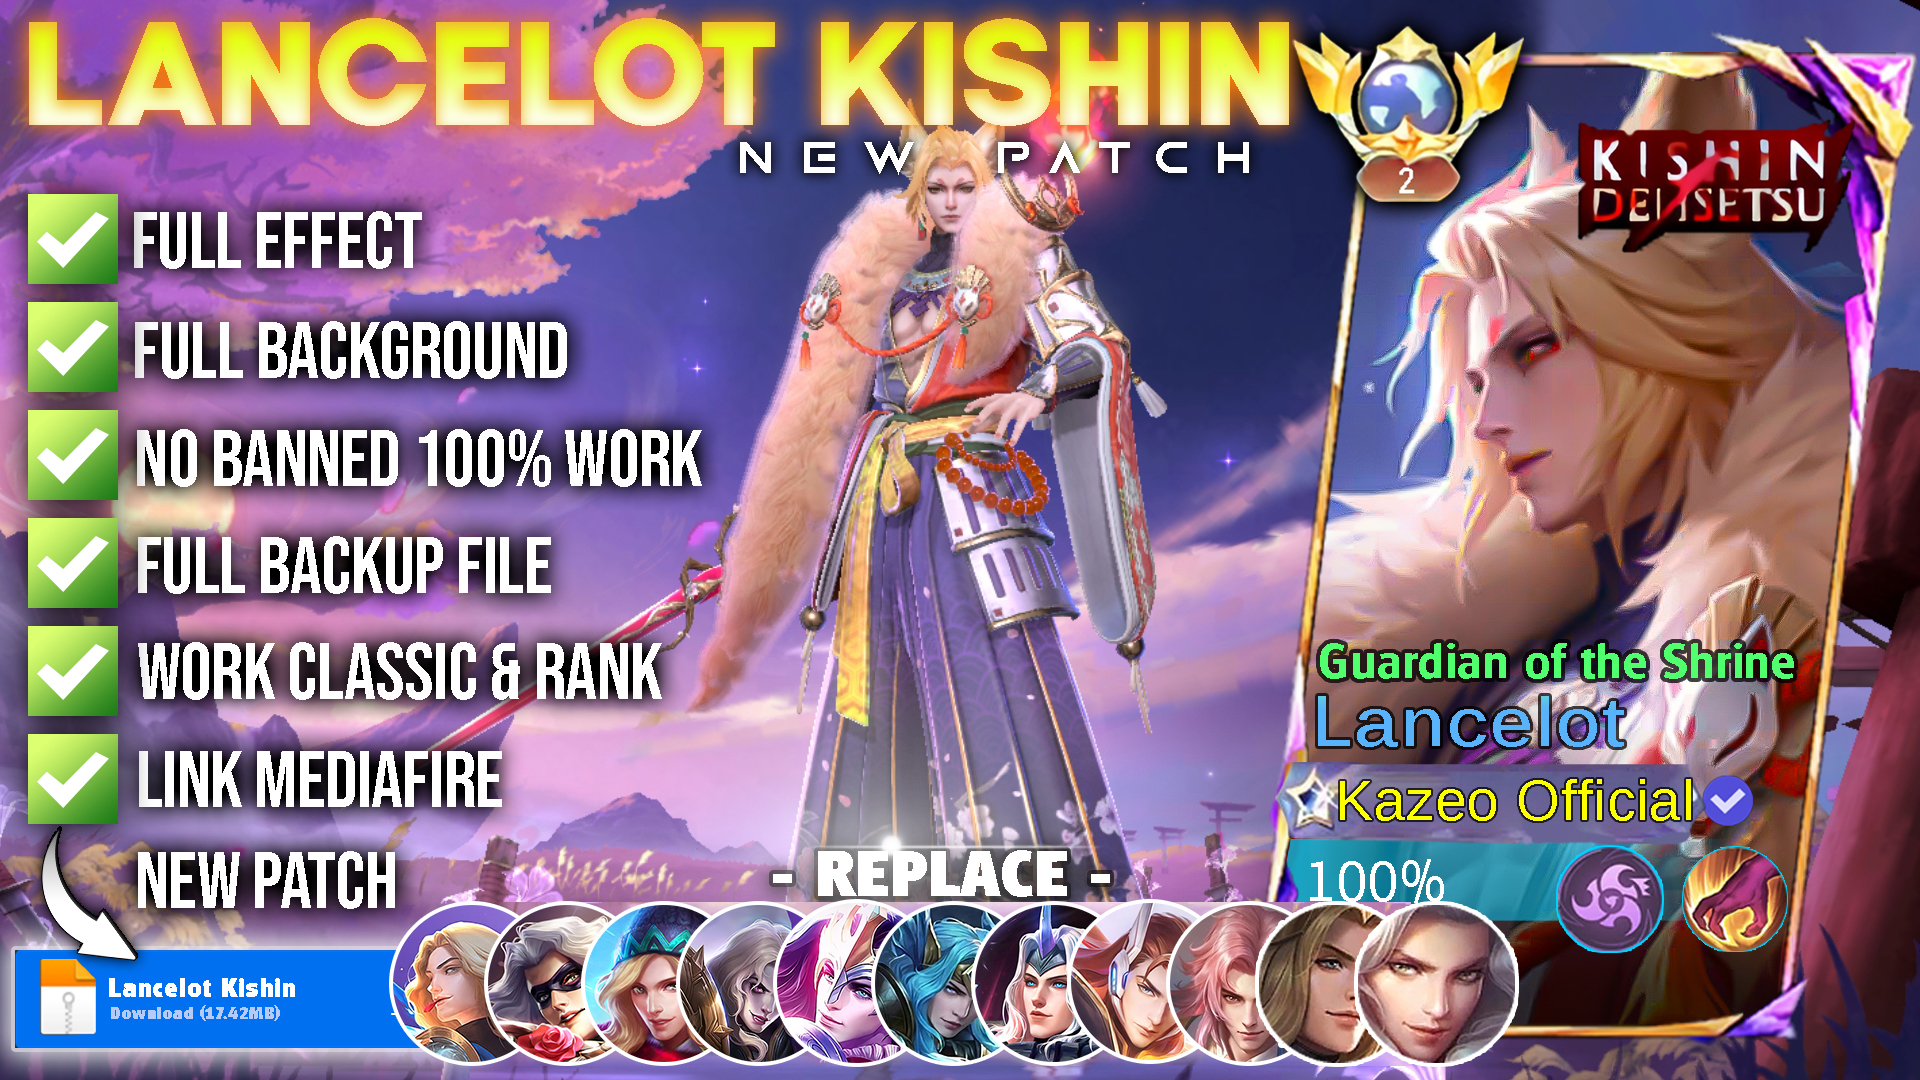 LANCELOT KISHIN
NEW PATCH
2
KISHIN
DENSETSU
FULL EFFECT
FULL BACKGROUND
NO BANNED 100% WORK
FULL BACKUP FILE
WORK CLASSIC & RANK
LINK MEDIAFIRE
NEW PATCH
Lancelot Kishin
Download (17.42MB)
- REPLACE -
Guardian of the Shrine
Lancelot
Kazeo Official
100%